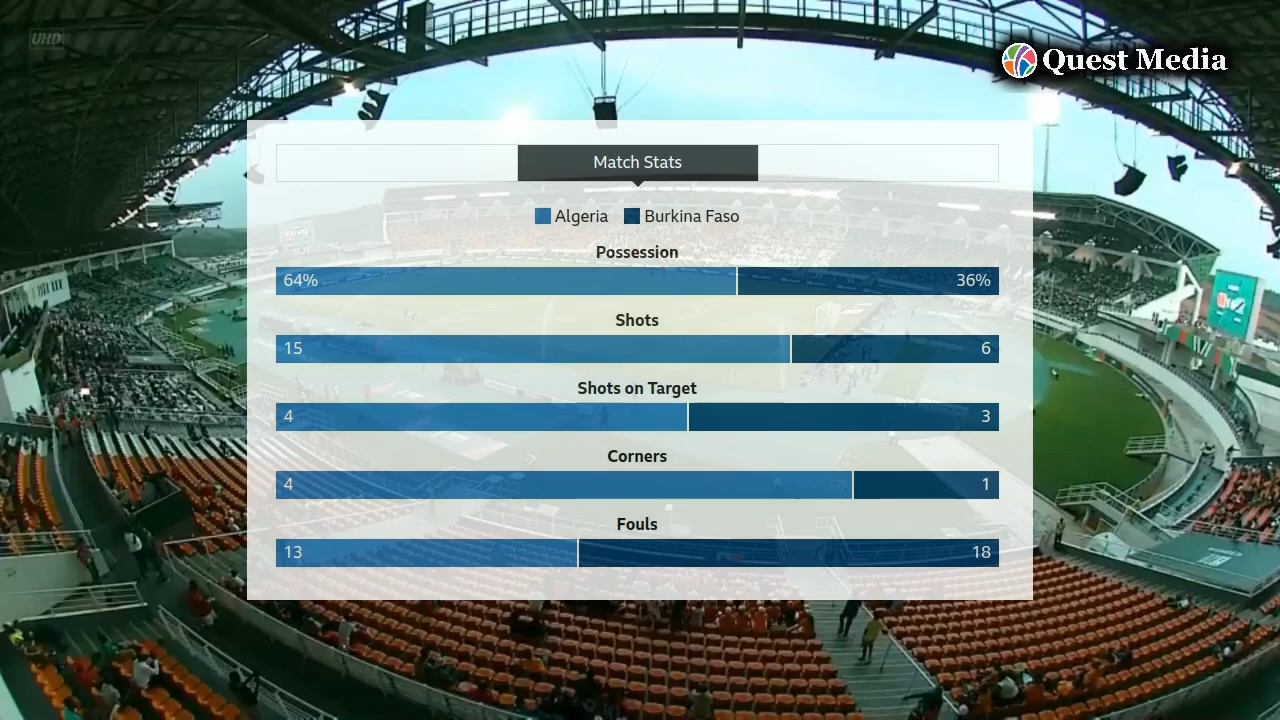 UHD
Quest Media
Match Stats
Algeria Burkina Faso
Possession
64% 36%
Shots
15 6
Shots on Target
4 3
Corners
4 1
Fouls
13 18